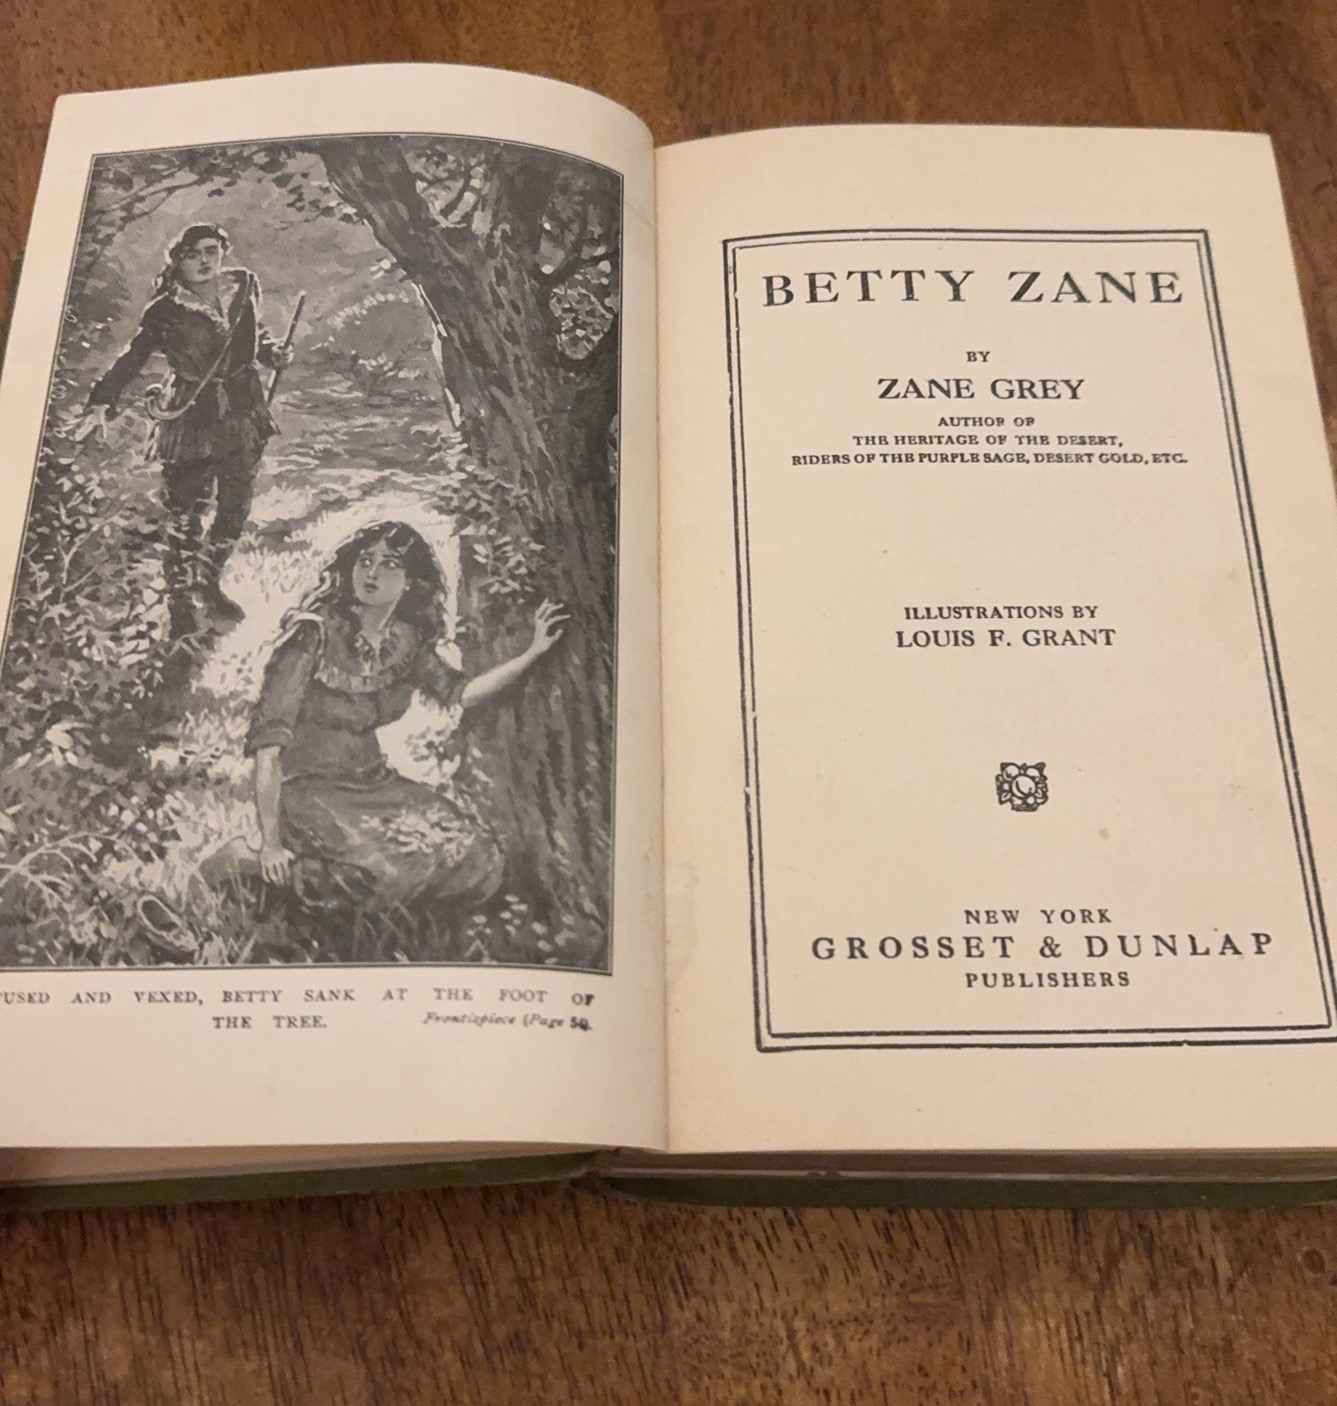 AND VEXED, BETTY SANK AT THE FOOT OF
THE TREE. Frontispiece (Page
BETTY ZANE
BY
ZANE GREY
AUTHOR OF
THE HERITAGE OF THE DESERT,
RIDERS OF THE PURPLE SAGE, DESERT GOLD, ETC.
ILLUSTRATIONS BY
LOUIS F. GRANT
NEW YORK
GROSSET & DUNLAP
PUBLISHERS